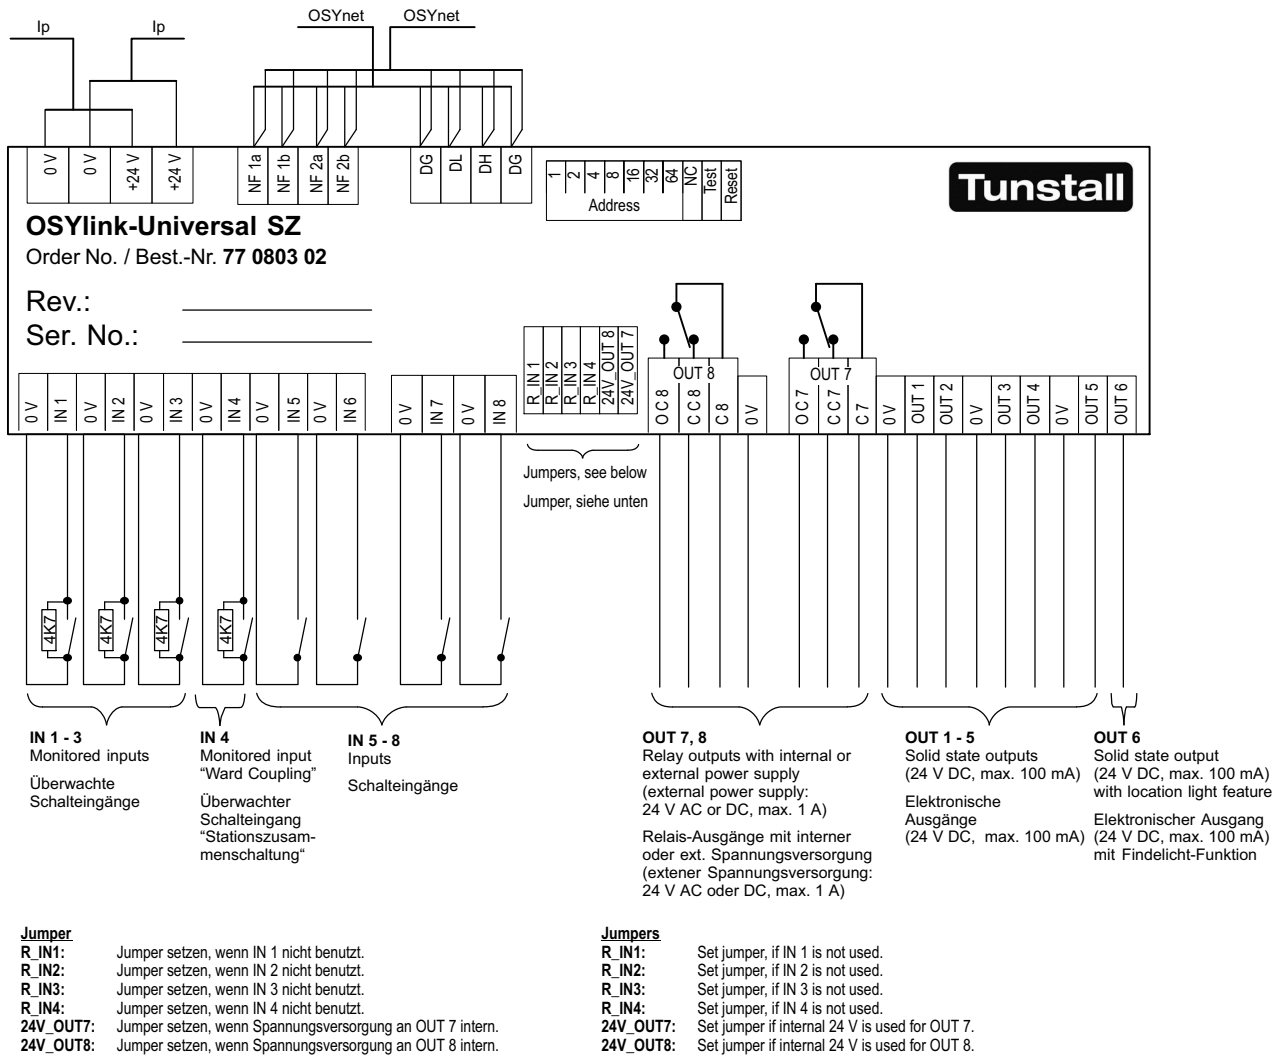 Ip
Ip
OSYnet
OSYnet
0 V
0 V
+24 V
+24 V
NF 1a
NF 1b
NF 2a
NF 2b
DG
DL
DH
DG
1
2
4
8
16
32
64
NC
Test
Reset
Address
Tunstall
OSYlink-Universal SZ
Order No. / Best.-Nr. 77 0803 02
Rev.:
Ser. No.:
0 V
IN 1
0 V
IN 2
0 V
IN 3
0 V
IN 4
0 V
IN 5
0 V
IN 6
0 V
IN 7
0 V
IN 8
R_IN 1
R_IN 2
R_IN 3
R_IN 4
24V_OUT 8
24V_OUT 7
OUT 8
O C 8
C C 8
C 8
0 V
OUT 7
O C 7
C C 7
C 7
0 V
OUT 1
OUT 2
0 V
OUT 3
OUT 4
0 V
OUT 5
OUT 6
Jumpers, see below
Jumper, siehe unten
4K7
4K7
4K7
4K7
IN 1 - 3
Monitored inputs
Überwachte
Schalteingänge
IN 4
Monitored input
“Ward Coupling”
Überwachter
Schalteingang
“Stationszusam-
menschaltung“
IN 5 - 8
Inputs
Schalteingänge
OUT 7, 8
Relay outputs with internal or
external power supply
(external power supply:
24 V AC or DC, max. 1 A)
Relais-Ausgänge mit interner
oder ext. Spannungsversorgung
(extener Spannungsversorgung:
24 V AC oder DC, max. 1 A)
OUT 1 - 5
Solid state outputs
(24 V DC, max. 100 mA)
Elektronische
Ausgänge
(24 V DC, max. 100 mA)
OUT 6
Solid state output
(24 V DC, max. 100 mA)
with location light feature
Elektronischer Ausgang
(24 V DC, max. 100 mA)
mit Findelicht-Funktion
Jumper
R_IN1: Jumper setzen, wenn IN 1 nicht benutzt.
R_IN2: Jumper setzen, wenn IN 2 nicht benutzt.
R_IN3: Jumper setzen, wenn IN 3 nicht benutzt.
R_IN4: Jumper setzen, wenn IN 4 nicht benutzt.
24V_OUT7: Jumper setzen, wenn Spannungsversorgung an OUT 7 intern.
24V_OUT8: Jumper setzen, wenn Spannungsversorgung an OUT 8 intern.
Jumpers
R_IN1: Set jumper, if IN 1 is not used.
R_IN2: Set jumper, if IN 2 is not used.
R_IN3: Set jumper, if IN 3 is not used.
R_IN4: Set jumper, if IN 4 is not used.
24V_OUT7: Set jumper if internal 24 V is used for OUT 7.
24V_OUT8: Set jumper if internal 24 V is used for OUT 8.